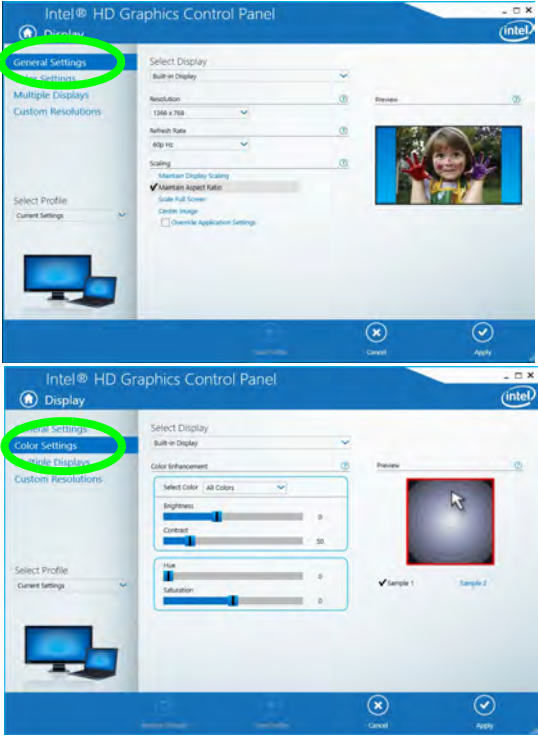 Intel® HD Graphics Control Panel
Display
intel
General Settings
Color Settings
Multiple Displays
Custom Resolutions
Select Profile
Current Settings
Select Display
Built-in Display
Resolution
1366 x 768
Refresh Rate
60p Hz
Scaling
Maintain Display Scaling
Maintain Aspect Ratio
Scale Full Screen
Center Image
Override Application Settings
Preview
Cancel
Apply
Intel® HD Graphics Control Panel
Display
intel
General Settings
Color Settings
Multiple Displays
Custom Resolutions
Select Profile
Current Settings
Select Display
Built-in Display
Color Enhancement
Select Color All Colors
Brightness
0
Contrast
50
Hue
0
Saturation
0
Preview
Sample 1 Sample 2
Cancel
Apply